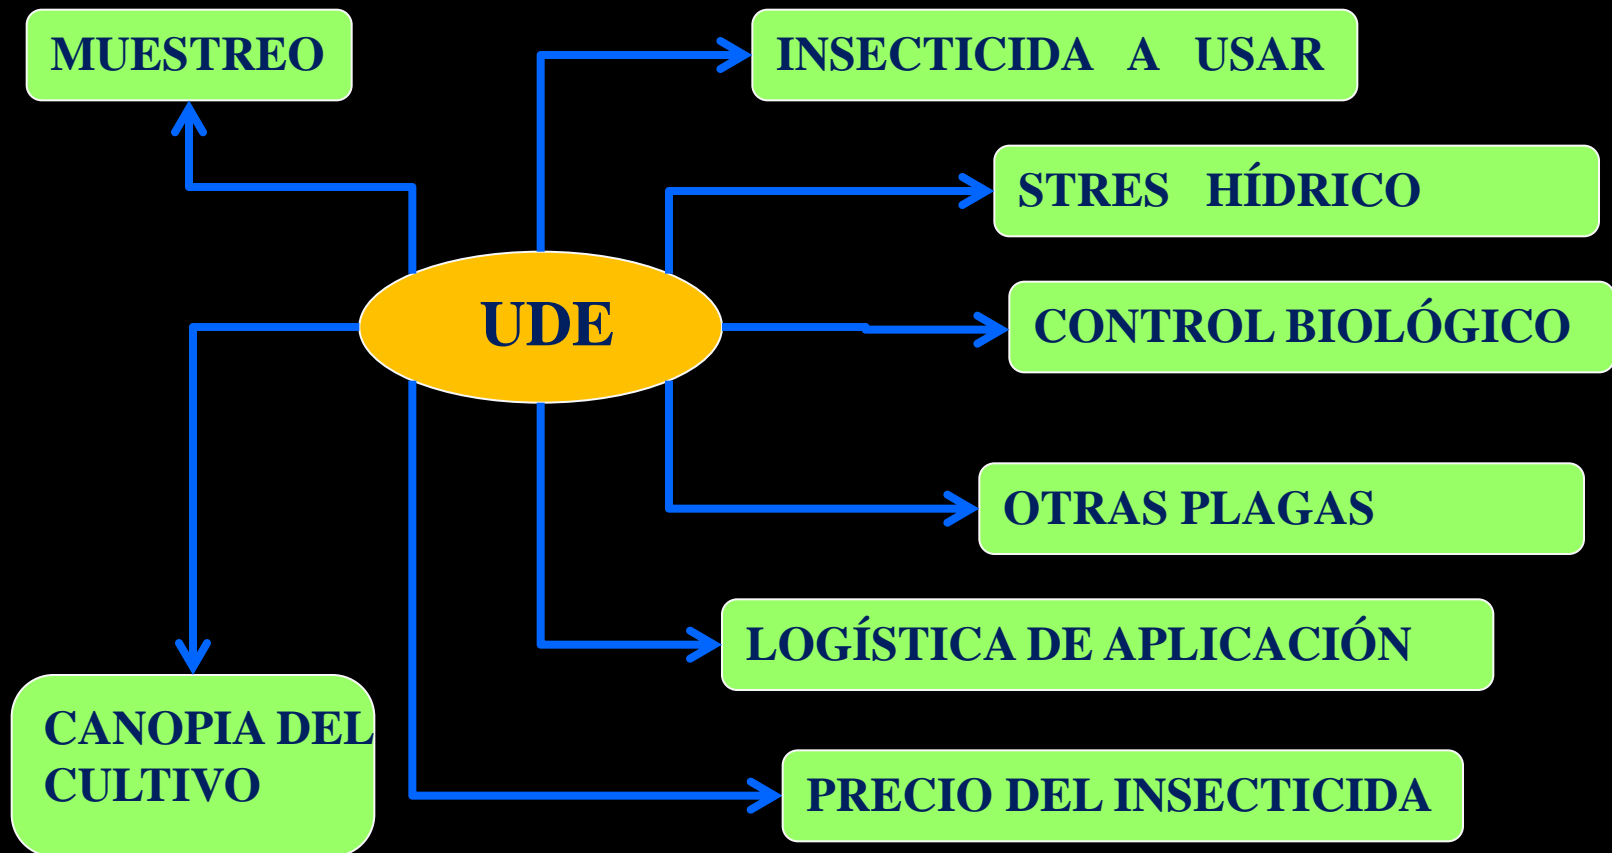 MUESTREO
INSECTICIDA A USAR
STRES HÍDRICO
UDE
CONTROL BIOLÓGICO
OTRAS PLAGAS
LOGÍSTICA DE APLICACIÓN
CANOPIA DEL
CULTIVO
PRECIO DEL INSECTICIDA